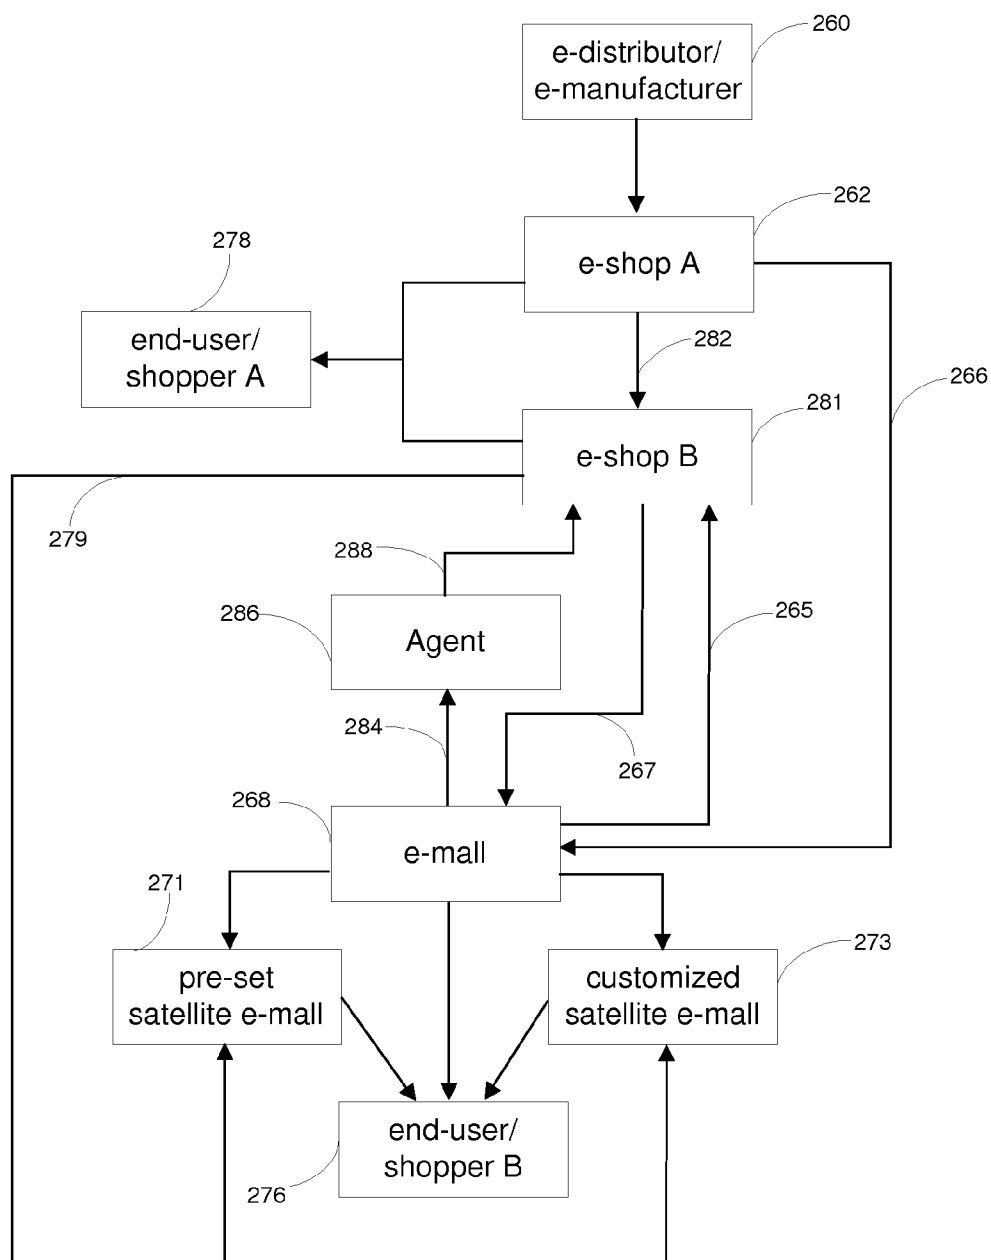 260
e-distributor/
e-manufacturer
262
e-shop A
278
end-user/
shopper A
282
266
281
e-shop B
279
288
286
Agent
265
284
267
268
e-mall
271
273
pre-set
satellite e-mall
customized
satellite e-mall
end-user/
shopper B
276